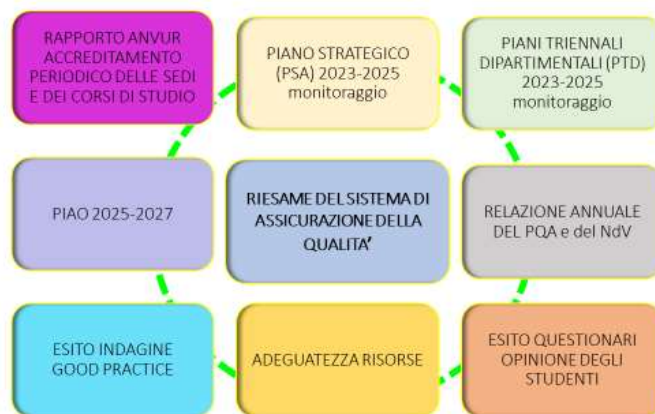 RAPPORTO ANVUR
ACCREDITAMENTO
PERIODICO DELLE SEDI
E DEI CORSI DI STUDIO
PIANO STRATEGICO
(PSA) 2023-2025
monitoraggio
PIANI TRIENNALI
DIPARTIMENTALI (PTD)
2023-2025
monitoraggio
PIAO 2025-2027
RIESAME DEL SISTEMA DI
ASSICURAZIONE DELLA
QUALITA’
RELAZIONE ANNUALE
DEL PQA e del NdV
ESITO INDAGINE
GOOD PRACTICE
ADEGUATEZZA RISORSE
ESITO QUESTIONARI
OPINIONE DEGLI
STUDENTI